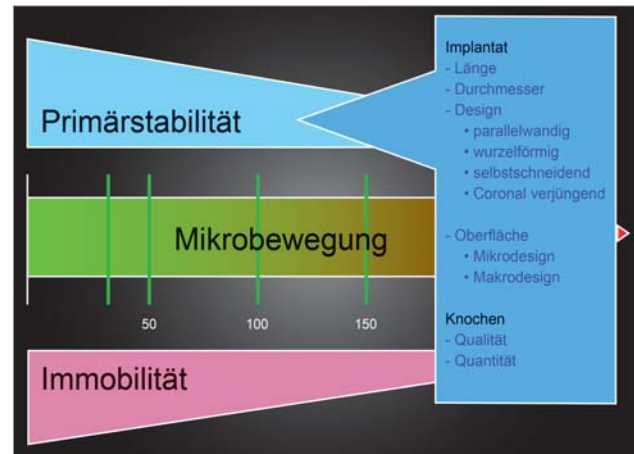 Primärstabilität
Mikrobewegung
50
100
150
Immobilität
Implantat
- Länge
- Durchmesser
- Design
• parallelwandig
• wurzelförmig
• selbstschneidend
• Coronal verjüngend
- Oberfläche
• Mikrodesign
• Makrodesign
Knochen
- Qualität
- Quantität